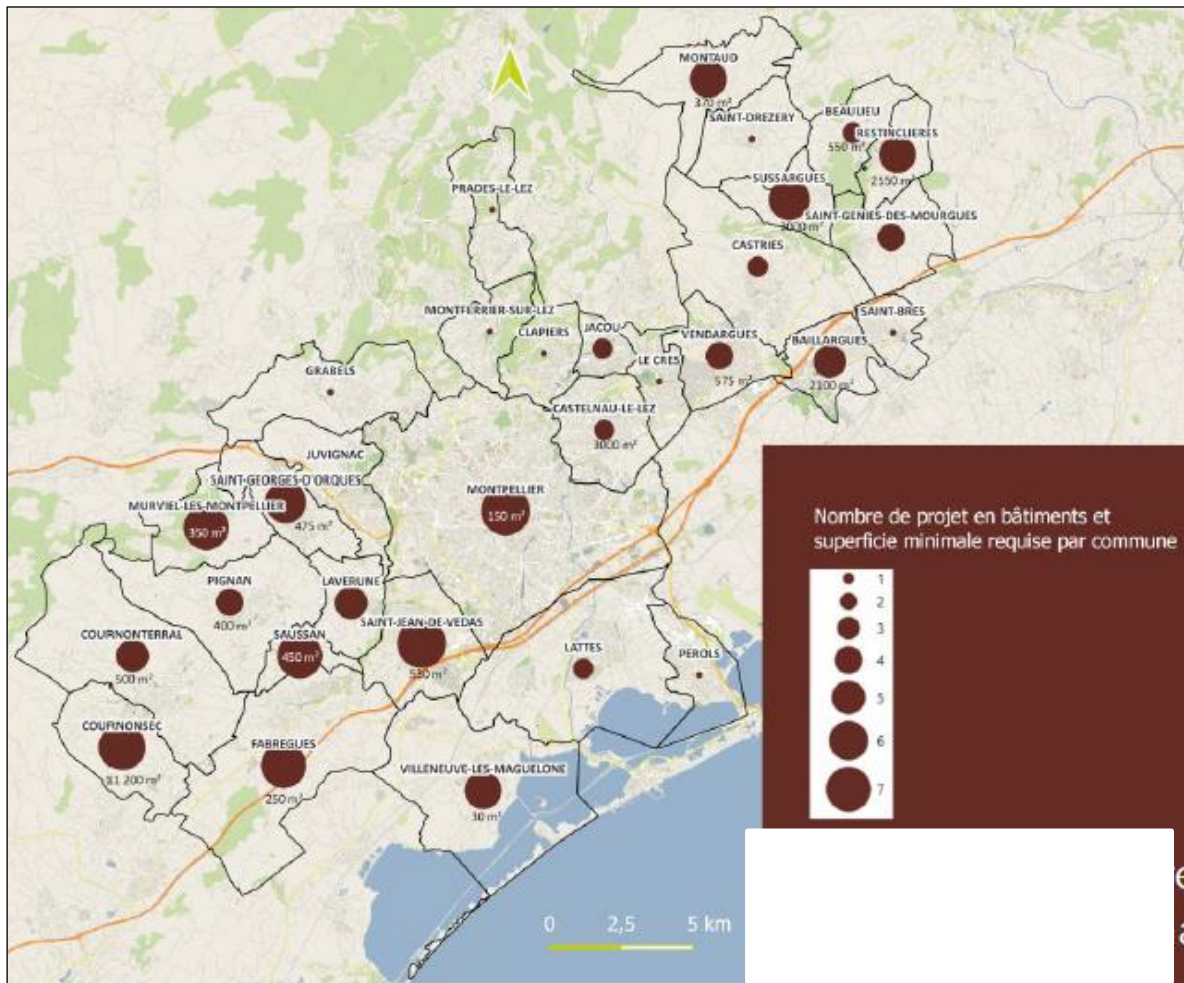 MONTAUD
370 m²
SAINT-DREZERY
BEAULIEU
550 m²
RESTINCLIERES
2550 m²
SUSSARGUES
SAINT-GENIES-DES-MOURGUES
PRADES-LE-LEZ
CASTRIES
MONTFERRIER-SUR-LEZ
CLAPIERS
JACOU
LE CRES
VENDARGUES
575 m²
BAILLARGUES
2100 m²
SAINT-BRES
GRABELS
CASTELNAU-LE-LEZ
3000 m²
JUVIGNAC
SAINT-GEORGES-D'ORQUES
475 m²
MURVIEL-LES-MONTPELLIER
350 m²
MONTPELLIER
150 m²
PIGNAN
400 m²
LAVERUNE
SAINT-JEAN-DE-VEDAS
530 m²
COURNONTERRAL
500 m²
SAUSSAN
450 m²
LATTES
PEROLS
COURNONSEC
11 200 m²
FABREGUES
250 m²
VILLENEUVE-LES-MAGUELONE
30 m²
Nombre de projet en bâtiments et
superficie minimale requise par commune
1
2
3
4
5
6
7
0 2,5 5 km